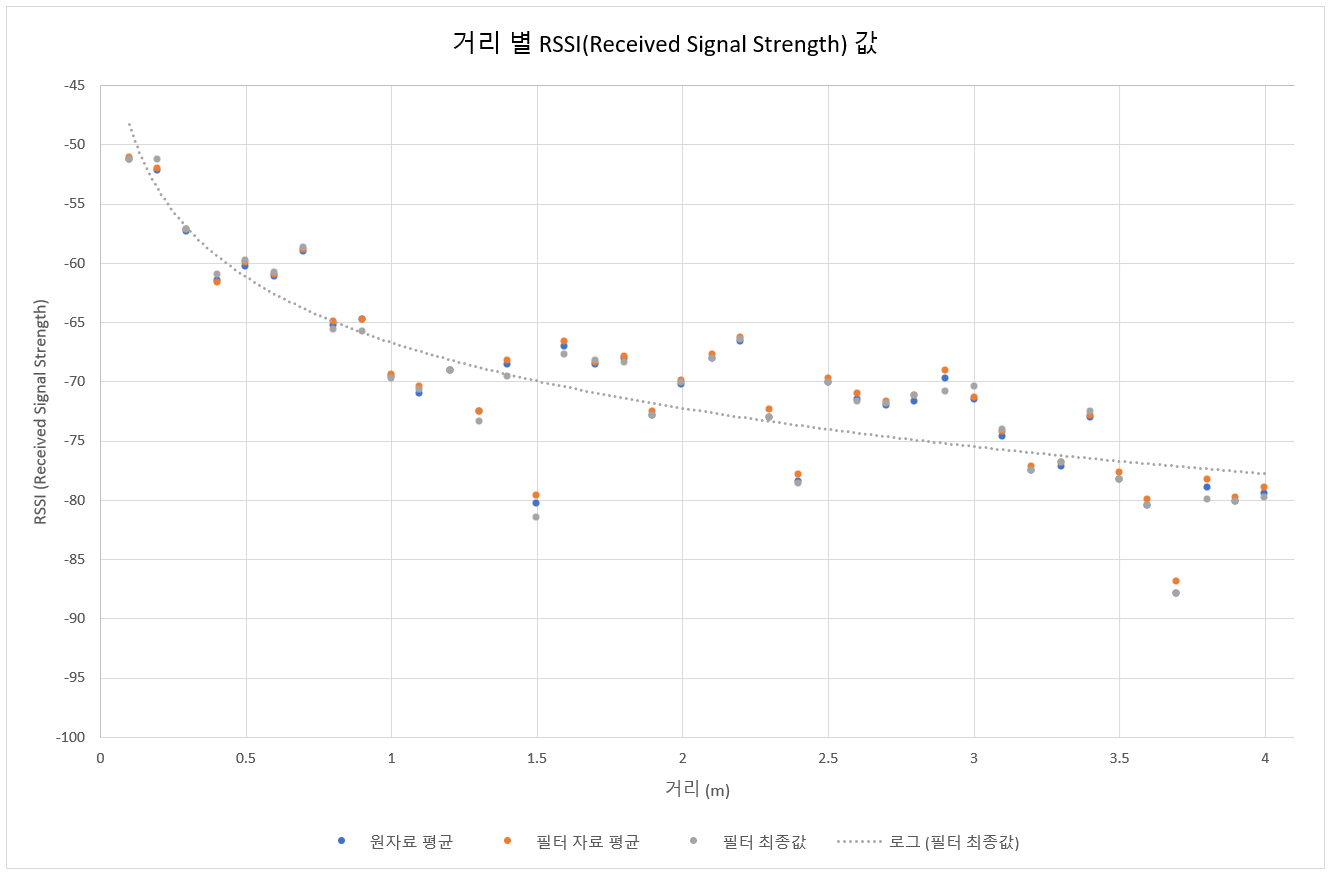 거리 별 RSSI(Received Signal Strength) 값
-45
-50
-55
-60
-65
-70
-75
-80
-85
-90
-95
-100
RSSI (Received Signal Strength)
0 0.5 1 1.5 2 2.5 3 3.5 4
거리 (m)
원자료 평균 필터 자료 평균 필터 최종값 로그 (필터 최종값)